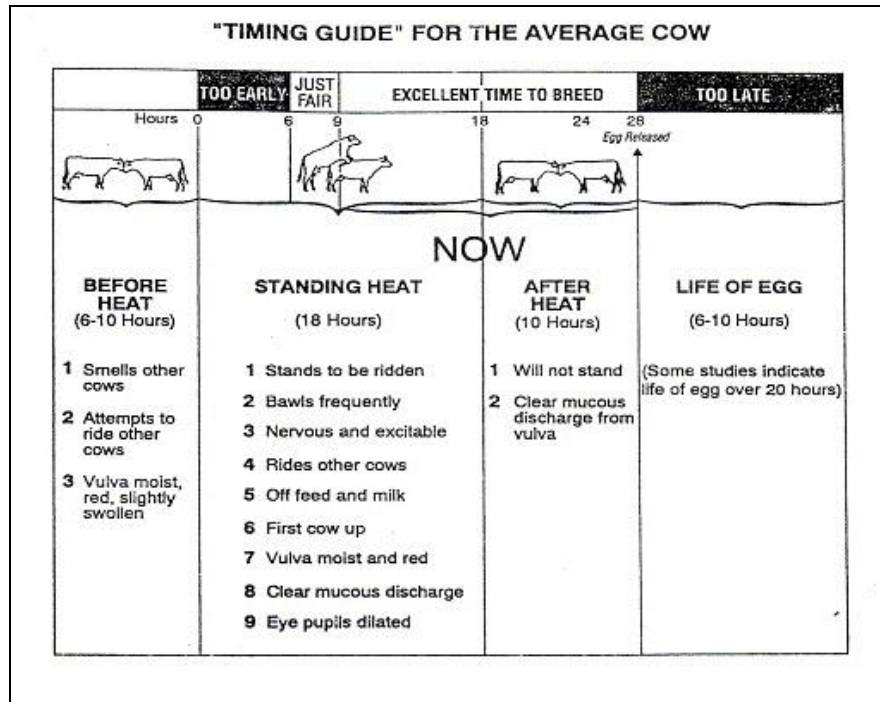 "TIMING GUIDE" FOR THE AVERAGE COW
TOO EARLY
JUST
FAIR
EXCELLENT TIME TO BREED
TOO LATE
Hours 0 6 9 18 24 28
Egg Released
NOW
BEFORE
HEAT
(6-10 Hours)
1 Smells other
cows
2 Attempts to
ride other
cows
3 Vulva moist,
red, slightly
swollen
STANDING HEAT
(18 Hours)
1 Stands to be ridden
2 Bawls frequently
3 Nervous and excitable
4 Rides other cows
5 Off feed and milk
6 First cow up
7 Vulva moist and red
8 Clear mucous discharge
9 Eye pupils dilated
AFTER
HEAT
(10 Hours)
1 Will not stand
2 Clear mucous
discharge from
vulva
LIFE OF EGG
(6-10 Hours)
(Some studies indicate
life of egg over 20 hours)